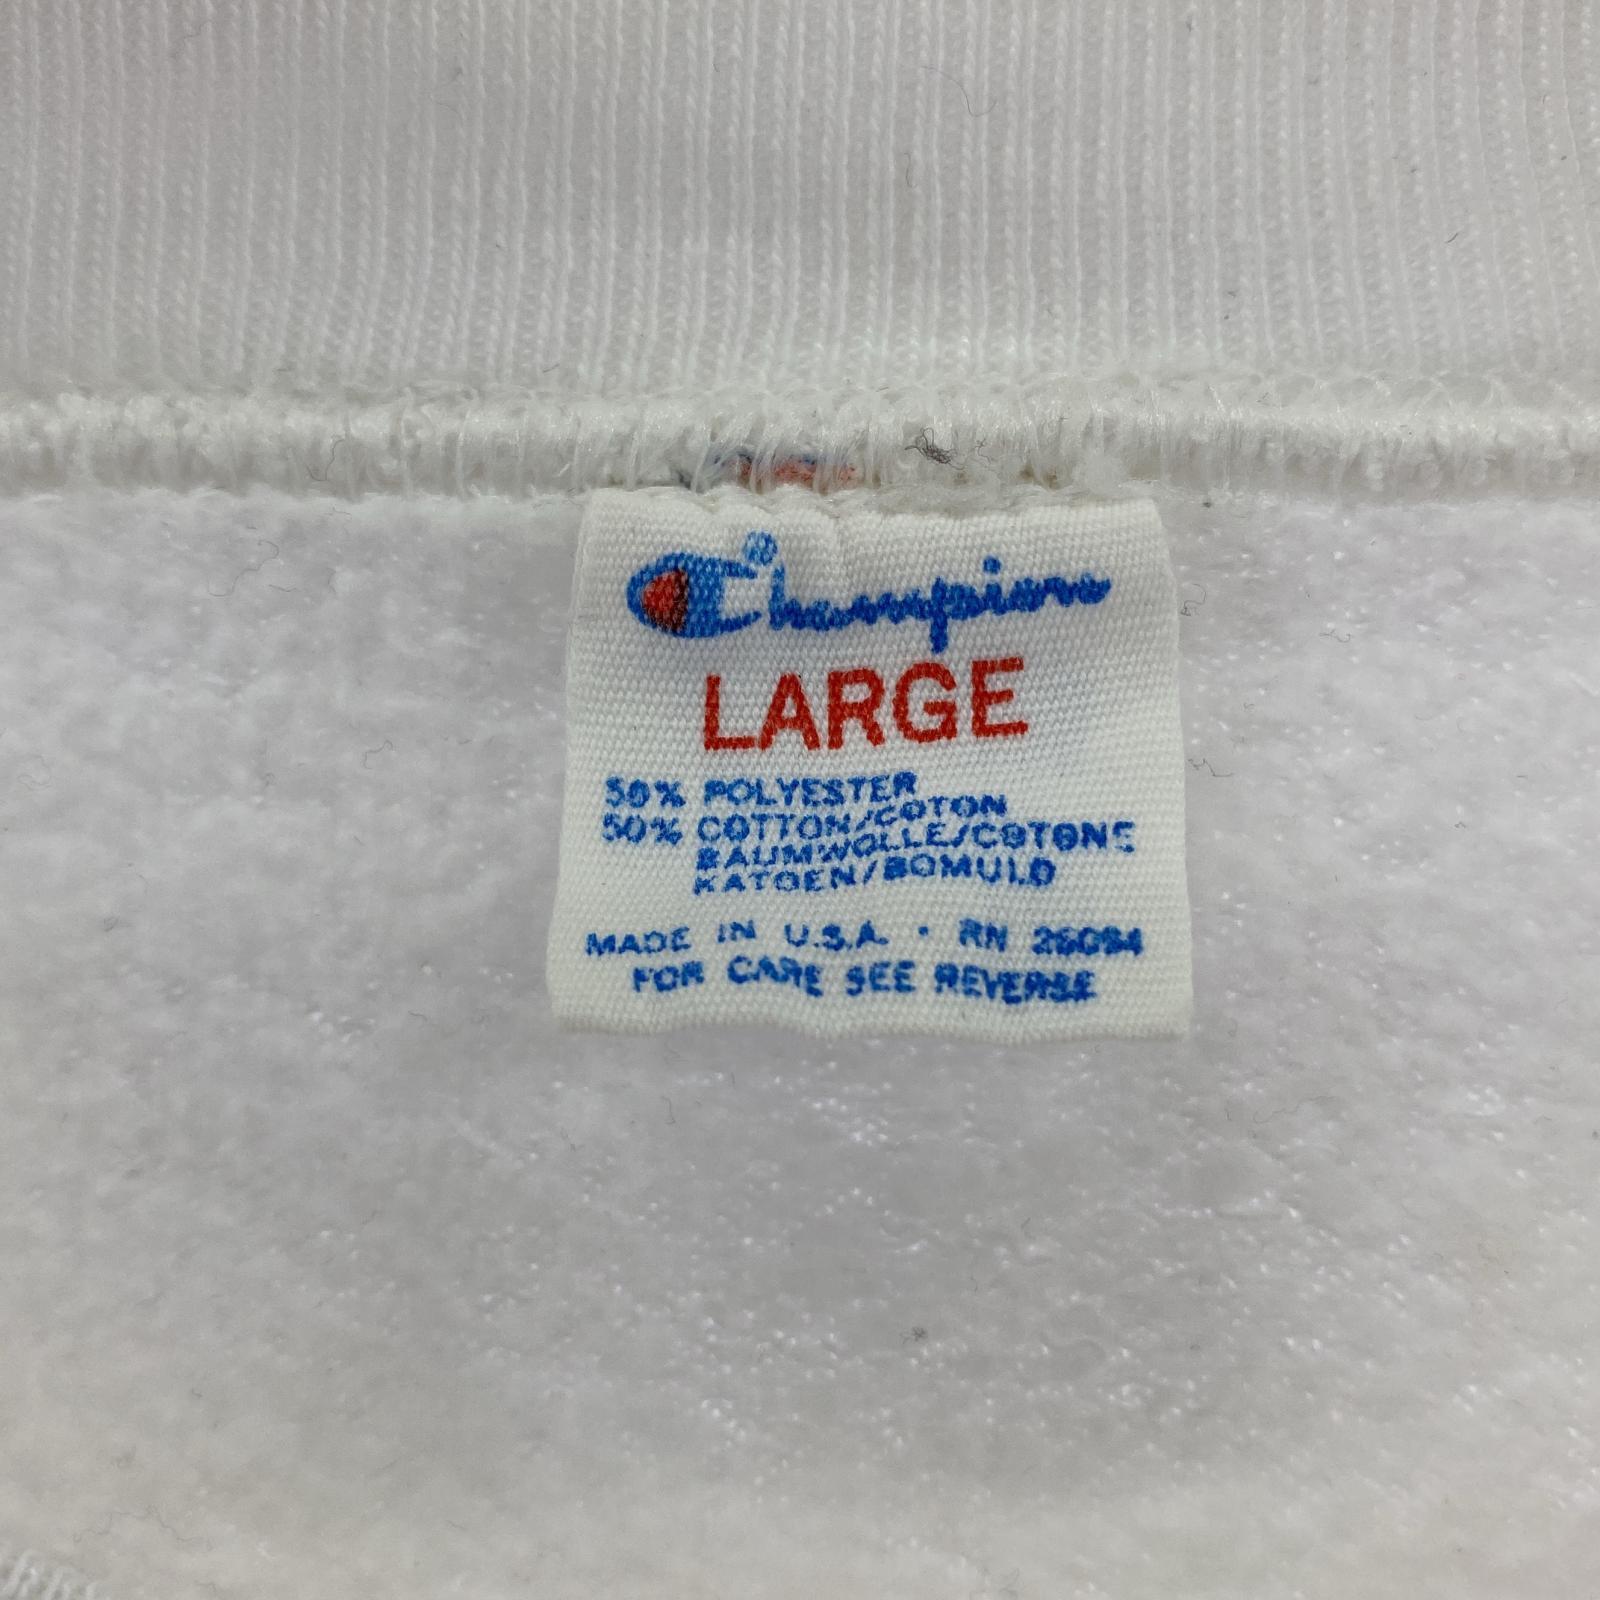 Champion®
LARGE
50% POLYESTER
50% COTTON/COTON
BAUMWOLLE/COTONE
KATOEN/BOMULD
MADE IN U.S.A. • RN 26094
FOR CARE SEE REVERSE